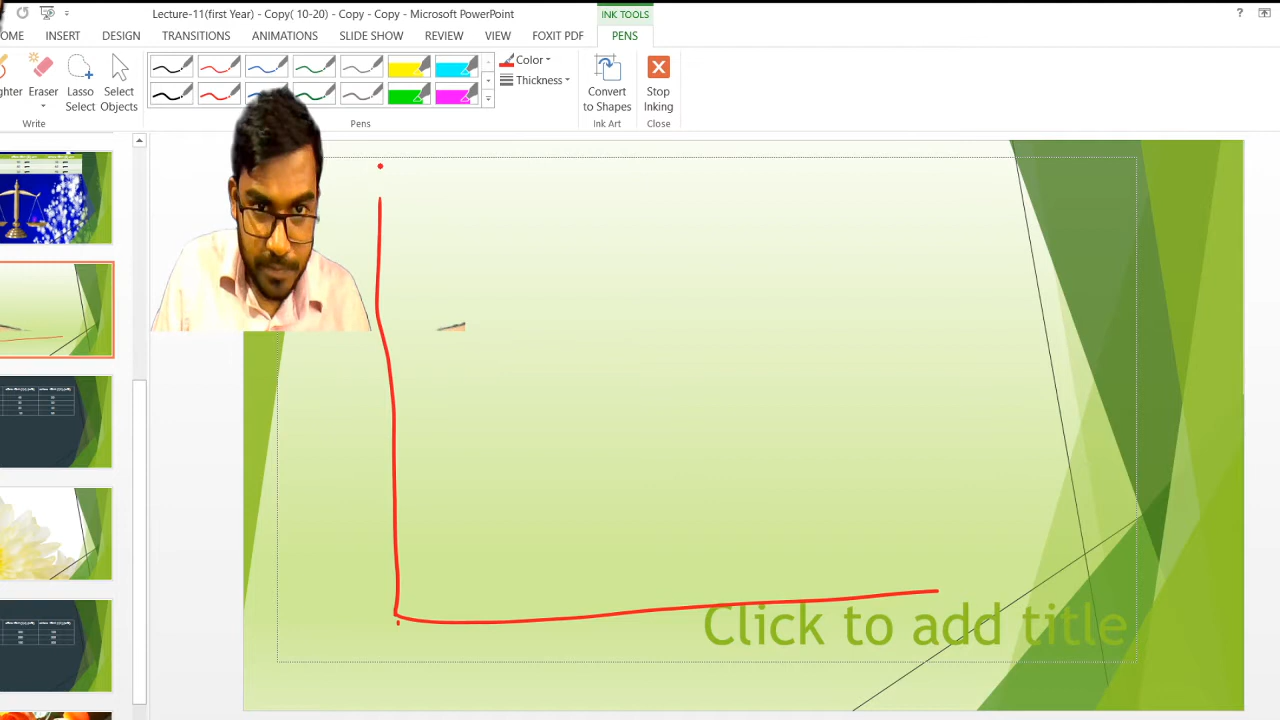 Lecture-11(first Year) - Copy( 10-20) - Copy - Copy - Microsoft PowerPoint
INK TOOLS
?
OME INSERT DESIGN TRANSITIONS ANIMATIONS SLIDE SHOW REVIEW VIEW FOXIT PDF PENS
ghter
Eraser
Lasso
Select
Select
Objects
Color
Thickness
Convert
to Shapes
Stop
Inking
Write
Pens
Ink Art
Close
Click to add title